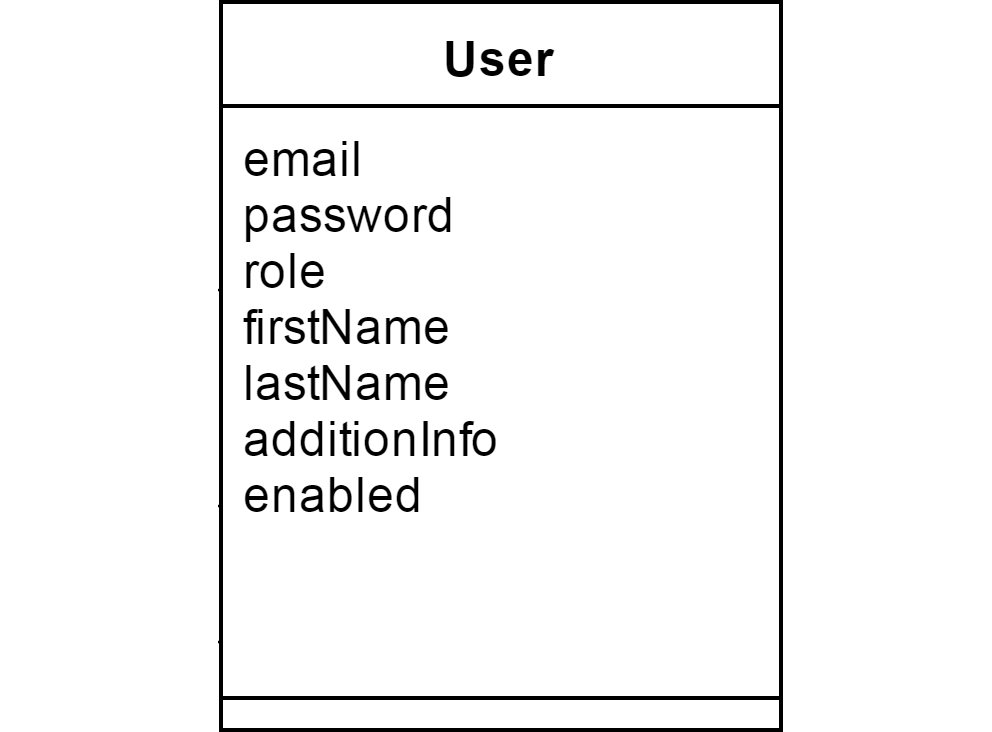 User
email
password
role
firstName
lastName
additionInfo
enabled